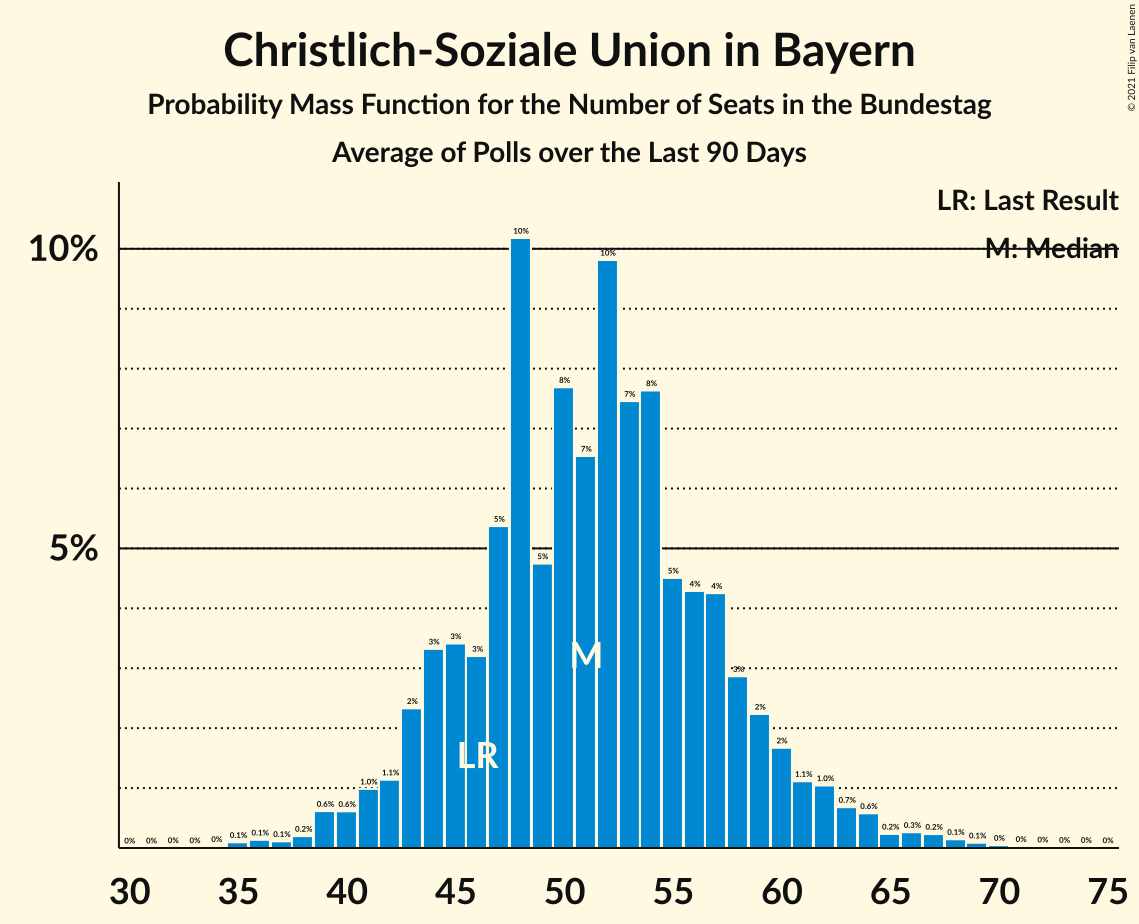 Christlich-Soziale Union in Bayern
Probability Mass Function for the Number of Seats in the Bundestag
Average of Polls over the Last 90 Days
© 2021 Filip van Laenen
LR: Last Result
M: Median
10%
5%
0% 0% 0% 0% 0% 0.1% 0.1% 0.1% 0.2% 0.6% 0.6% 1.0% 1.1% 2% 3% 3% 3% 5% 10% 5% 8% 7% 10% 7% 8% 5% 4% 4% 3% 2% 2% 1.1% 1.0% 0.7% 0.6% 0.2% 0.3% 0.2% 0.1% 0.1% 0% 0% 0% 0% 0% 0%
M
LR
30 35 40 45 50 55 60 65 70 75